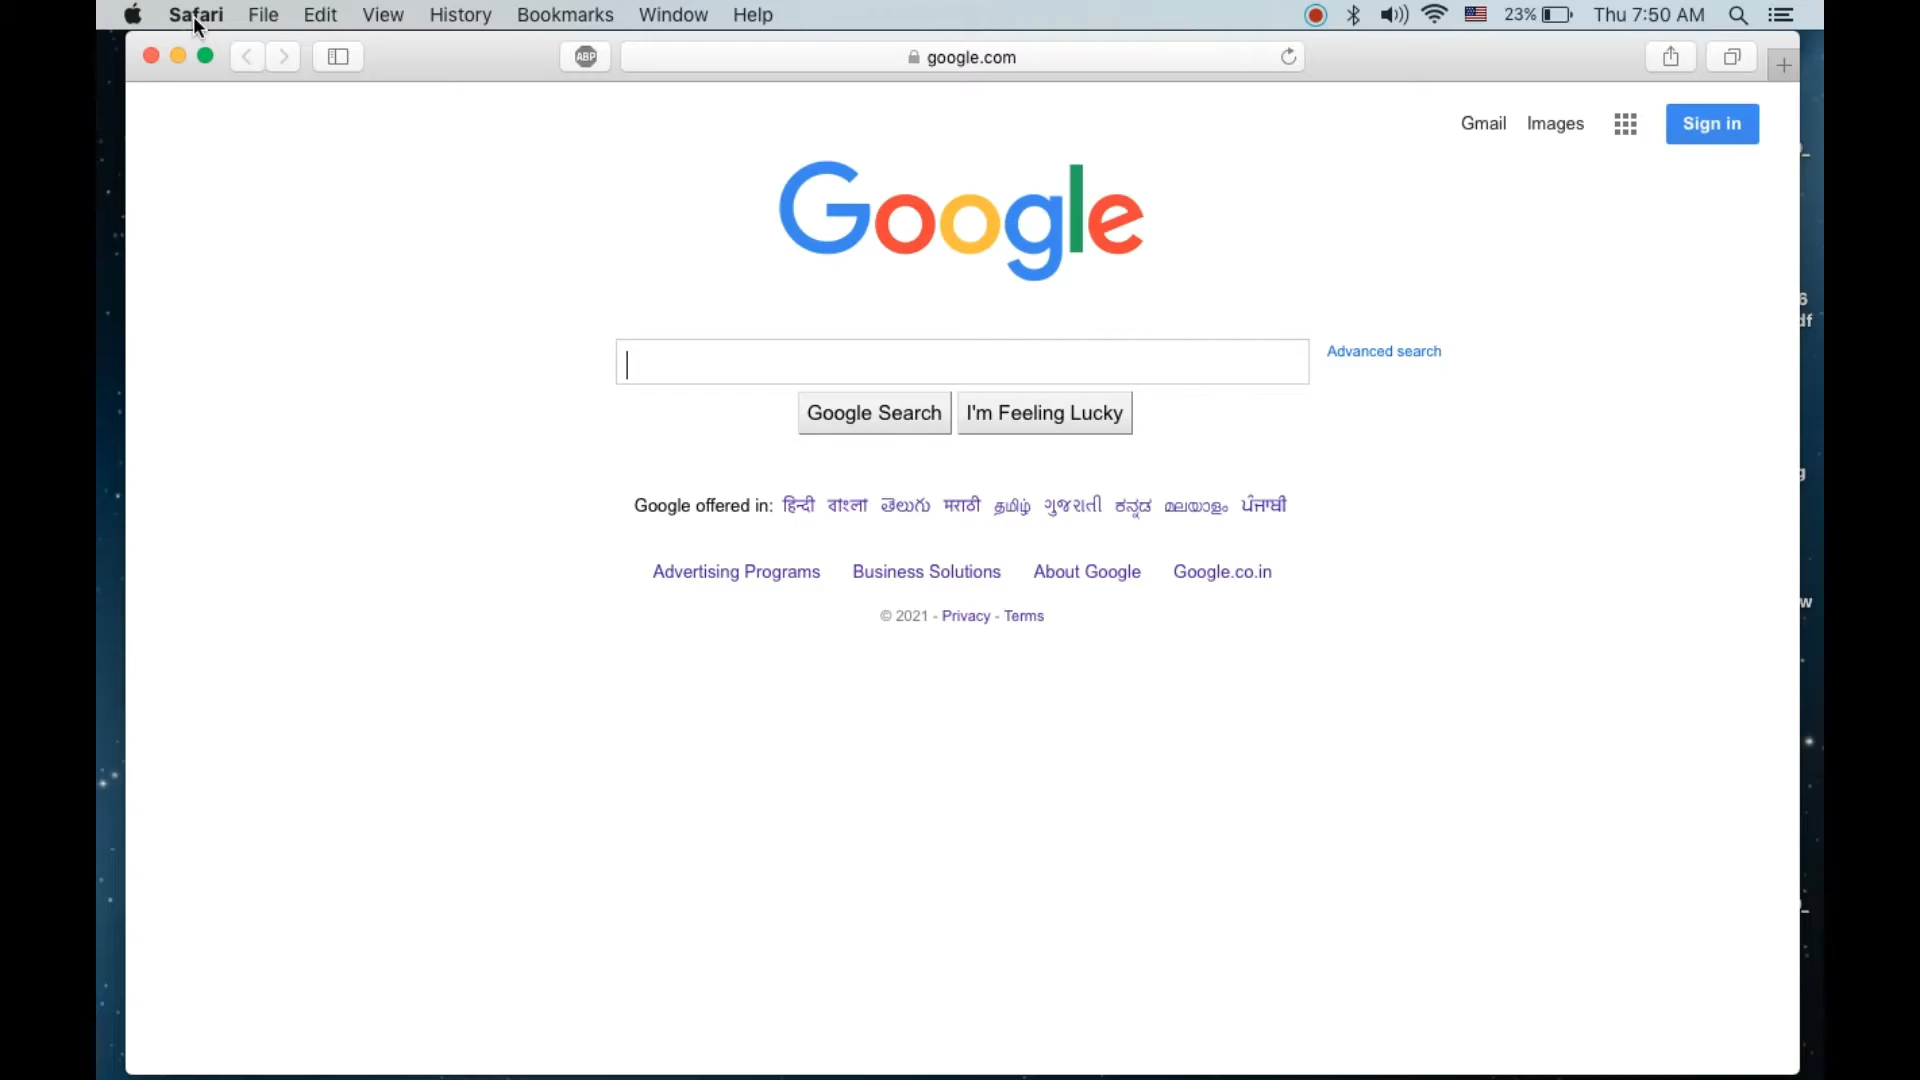 Safari File Edit View History Bookmarks Window Help 23% Thu 7:50 AM
ABP google.com
Gmail Images Sign in
Google
Advanced search
Google Search I'm Feeling Lucky
Google offered in: हिन्दी বাংলা తెలుగు मराठी தமிழ் ગુજરાતી ಕನ್ನಡ മലയാളം ਪੰਜਾਬੀ
Advertising Programs Business Solutions About Google Google.co.in
© 2021 - Privacy - Terms